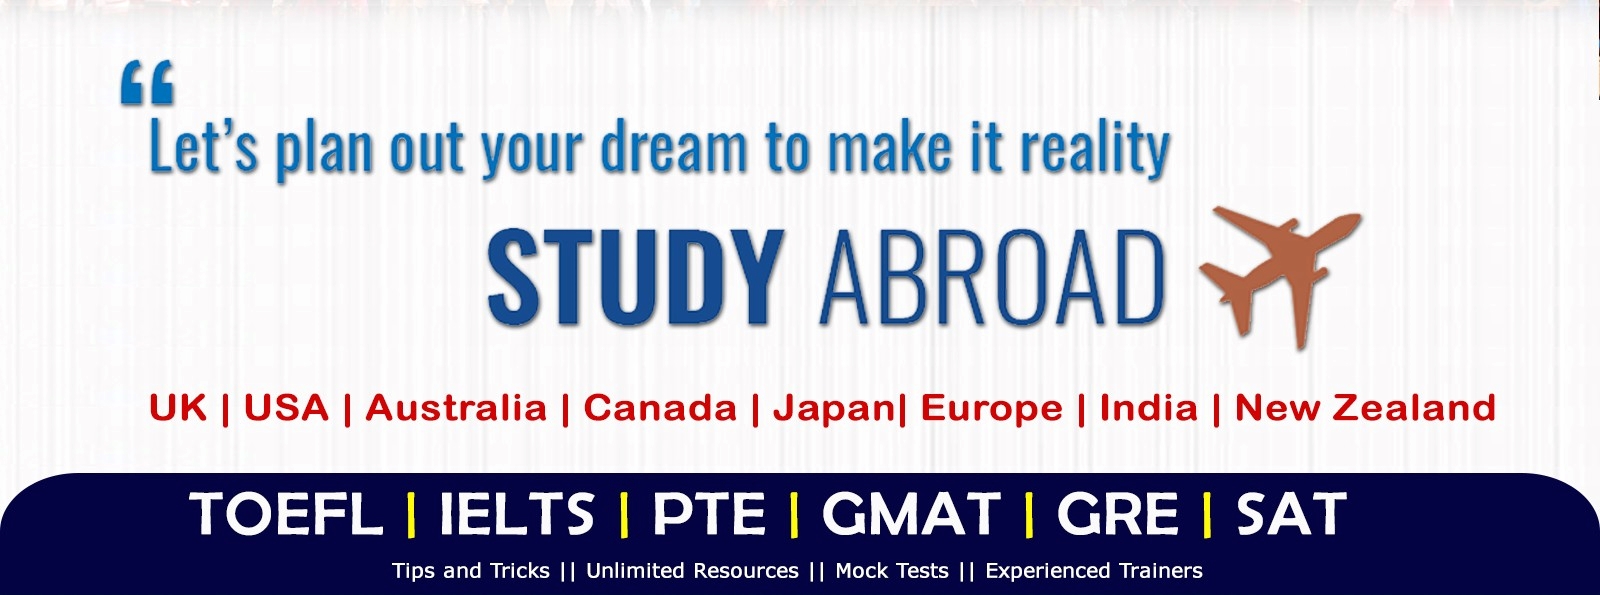 “
Let’s plan out your dream to make it reality
STUDY ABROAD
UK | USA | Australia | Canada | Japan| Europe | India | New Zealand
TOEFL | IELTS | PTE | GMAT | GRE | SAT
Tips and Tricks || Unlimited Resources || Mock Tests || Experienced Trainers